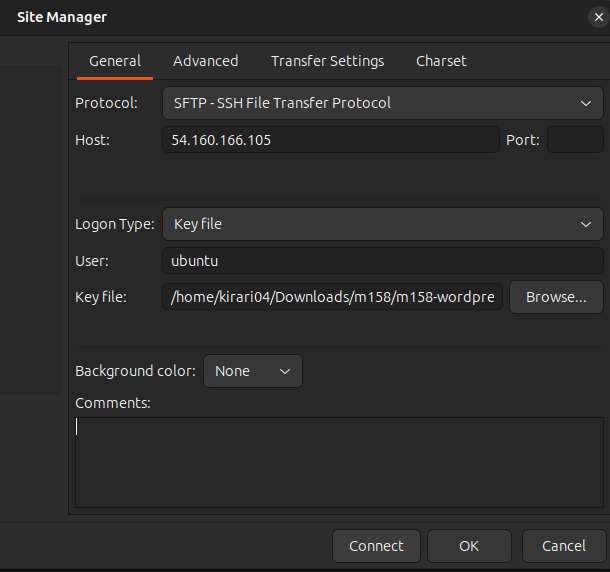 Site Manager
General Advanced Transfer Settings Charset
Protocol: SFTP - SSH File Transfer Protocol
Host: 54.160.166.105 Port:
Logon Type: Key file
User: ubuntu
Key file: /home/kirari04/Downloads/m158/m158-wordpre Browse...
Background color: None
Comments:
Connect OK Cancel